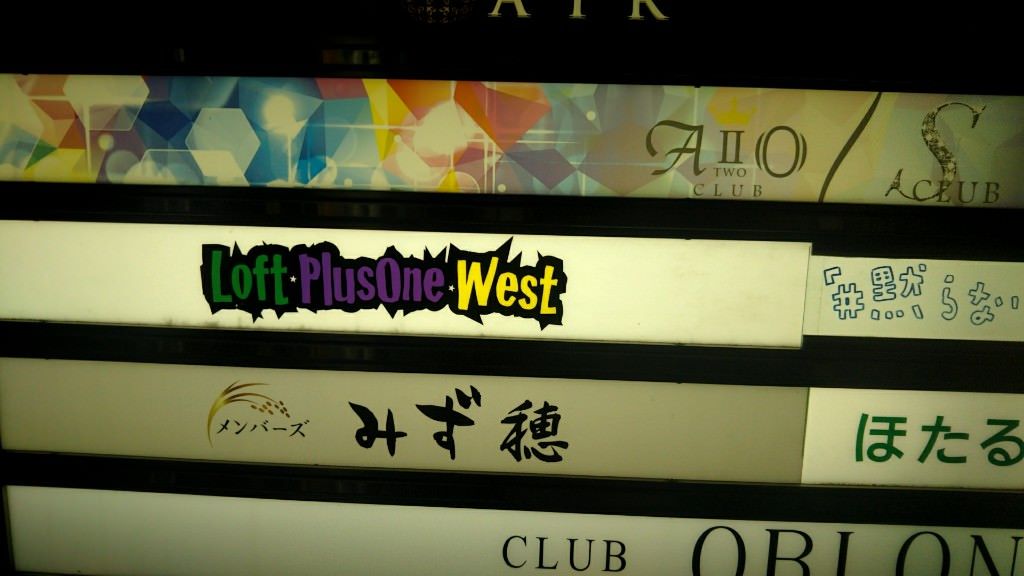 AIR
AIIO / S
TWO
CLUB A CLUB
Loft PlusOne West 「#黙らない
メンバーズ みず穂 ほたる
CLUB